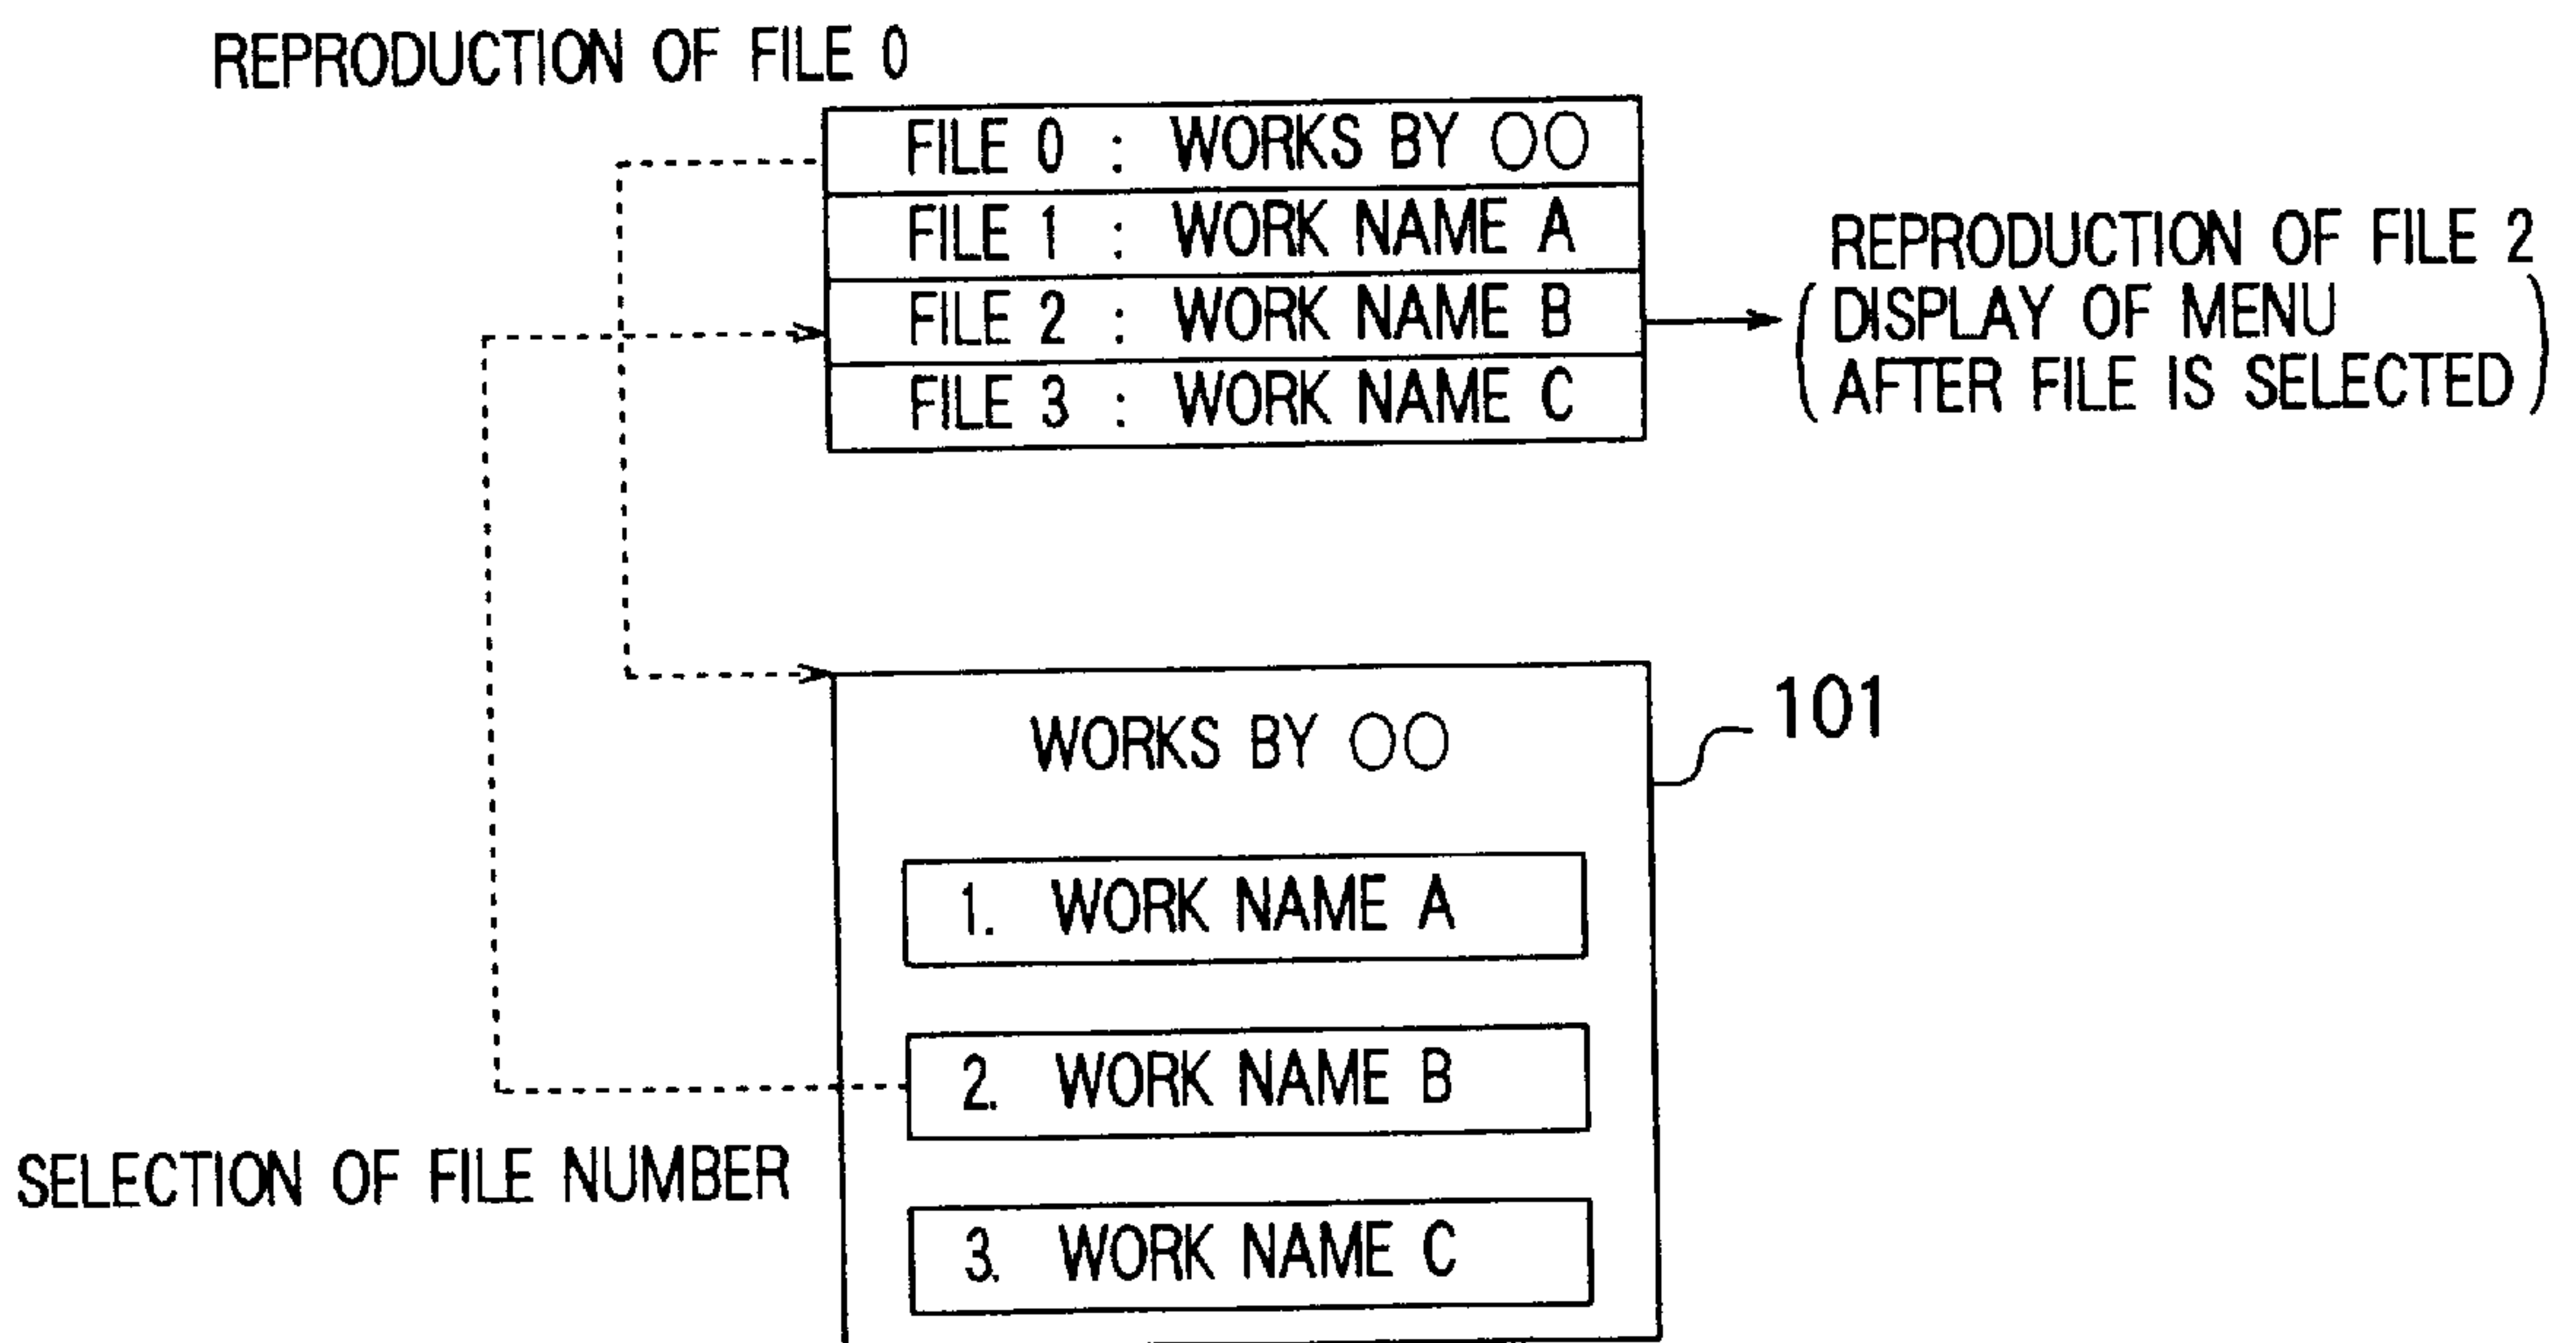 REPRODUCTION OF FILE 0
FILE 0 : WORKS BY ○○
FILE 1 : WORK NAME A
FILE 2 : WORK NAME B
FILE 3 : WORK NAME C
REPRODUCTION OF FILE 2
(DISPLAY OF MENU
AFTER FILE IS SELECTED)
WORKS BY ○○
101
1. WORK NAME A
2. WORK NAME B
3. WORK NAME C
SELECTION OF FILE NUMBER